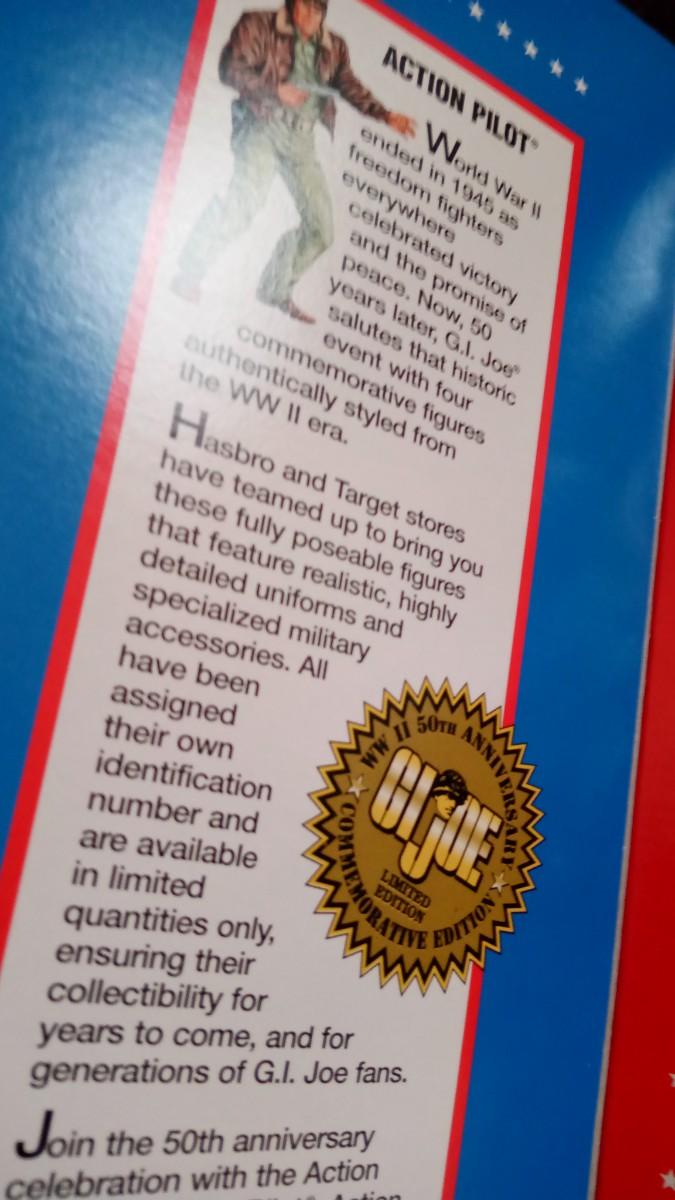 ACTION PILOT®
World War II
ended in 1945 as
freedom fighters
everywhere
celebrated victory
and the promise of
peace. Now, 50
years later, G.I. Joe®
salutes that historic
event with four
commemorative figures
authentically styled from
the WW II era.
Hasbro and Target stores
have teamed up to bring you
these fully poseable figures
that feature realistic, highly
detailed uniforms and
specialized military
accessories. All
have been
assigned
their own
identification
number and
are available
in limited
quantities only,
ensuring their
collectibility for
years to come, and for
generations of G.I. Joe fans.
WW II 50TH ANNIVERSARY
GI JOE
LIMITED
EDITION
COMMEMORATIVE EDITION
Join the 50th anniversary
celebration with the Action